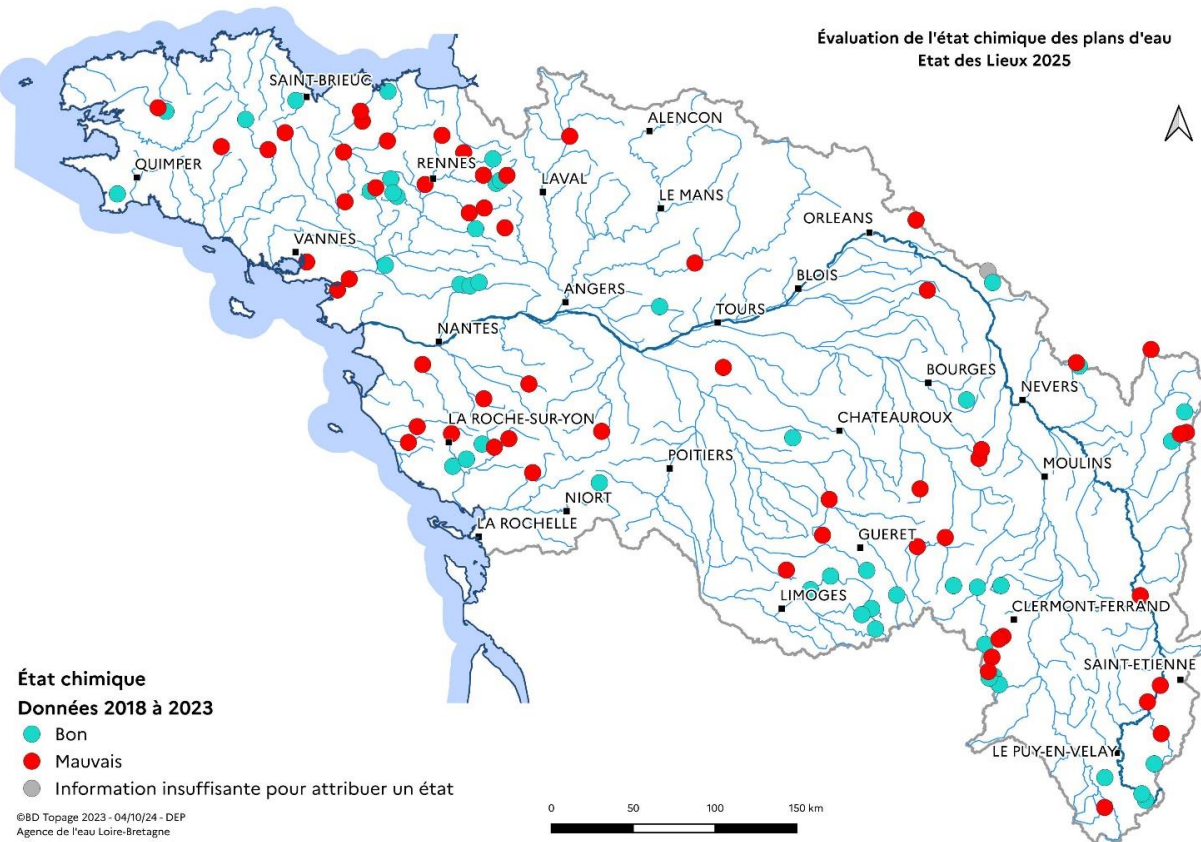 Évaluation de l'état chimique des plans d'eau
Etat des Lieux 2025
SAINT-BRIEUC
ALENCON
QUIMPER
RENNES
LAVAL
LE MANS
ORLEANS
VANNES
BLOIS
ANGERS
TOURS
NANTES
BOURGES
NEVERS
LA ROCHE-SUR-YON
CHATEAUROUX
POITIERS
MOULINS
NIORT
LA ROCHELLE
GUERET
LIMOGES
CLERMONT-FERRAND
SAINT-ETIENNE
LE PUY-EN-VELAY
État chimique
Données 2018 à 2023
Bon
Mauvais
Information insuffisante pour attribuer un état
©BD Topage 2023 - 04/10/24 - DEP
Agence de l'eau Loire-Bretagne
0 50 100 150 km